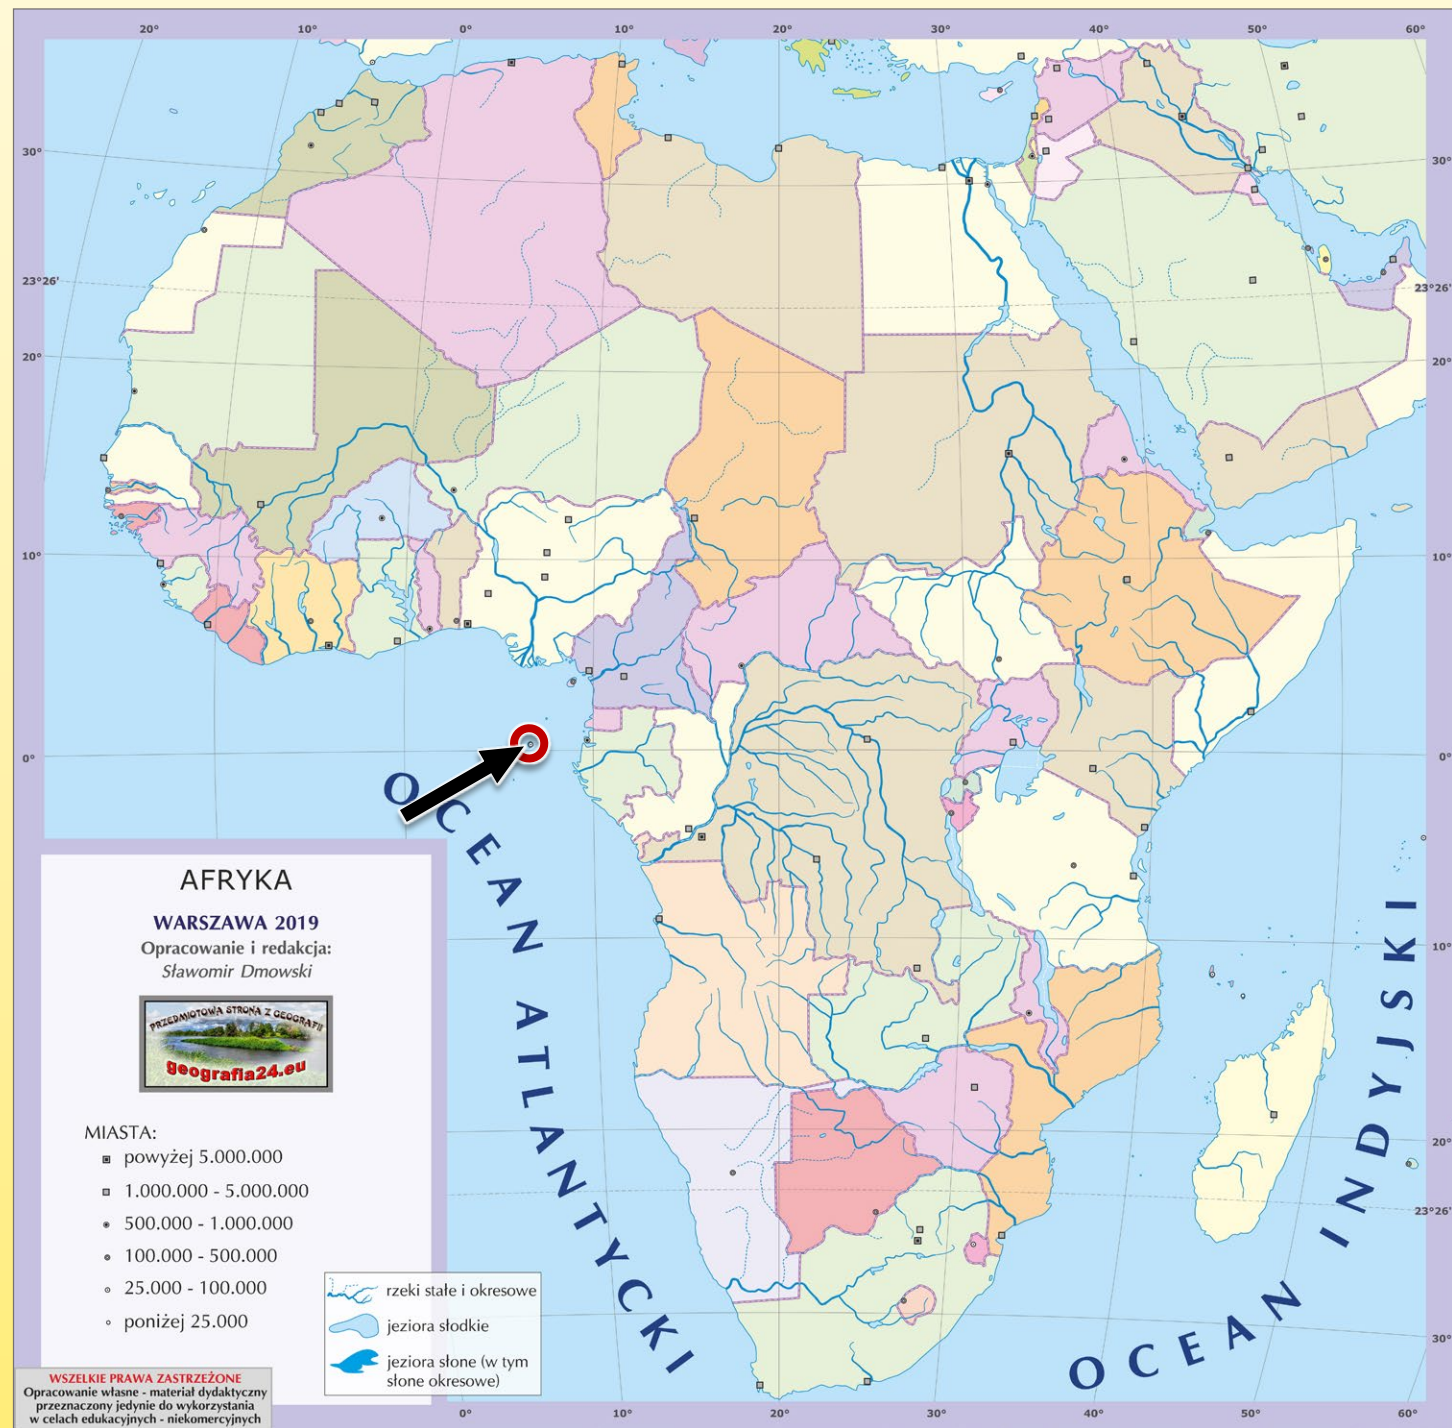 20° 10° 0° 10° 20° 30° 40° 50° 60°
30° 30°
23°26' 23°26'
20° 20°
10° 10°
0° 0°
10°
20°
23°26'
30°
OCEAN ATLANTYCKI
OCEAN INDYJSKI
AFRYKA
WARSZAWA 2019
Opracowanie i redakcja:
Sławomir Dmowski
PRZEDMIOTOWA STRONA Z GEOGRAFII
geografia24.eu
MIASTA:
powyżej 5.000.000
1.000.000 - 5.000.000
500.000 - 1.000.000
100.000 - 500.000
25.000 - 100.000
poniżej 25.000
rzeki stałe i okresowe
jeziora słodkie
jeziora słone (w tym
słone okresowe)
WSZELKIE PRAWA ZASTRZEŻONE
Opracowanie własne - materiał dydaktyczny
przeznaczony jedynie do wykorzystania
w celach edukacyjnych - niekomercyjnych
0° 10° 20° 30° 40° 50° 60°